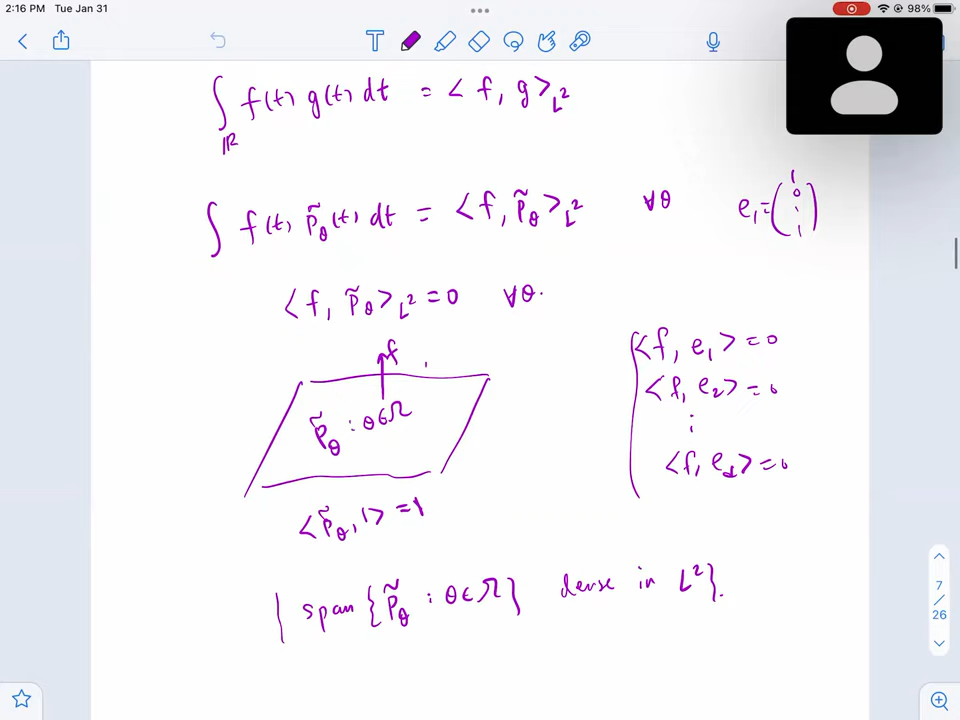 2:16 PM Tue Jan 31
98%
∫_ℝ f(t) g(t) dt = < f, g >_{L²}
∫ f(t) p̃_θ(t) dt = < f, p̃_θ >_{L²} ∀θ
e₁ = (1 0 ⋮ 1)
< f, p̃_θ >_{L²} = 0 ∀θ.
f
p̃_θ : θ∈Ω
< p̃_θ, 1 > = 1
< f, e₁ > = 0
< f, e₂ > = 0
⋮
< f, e_d > = 0
span { p̃_θ : θ∈Ω } dense in L² }.
7
/
26